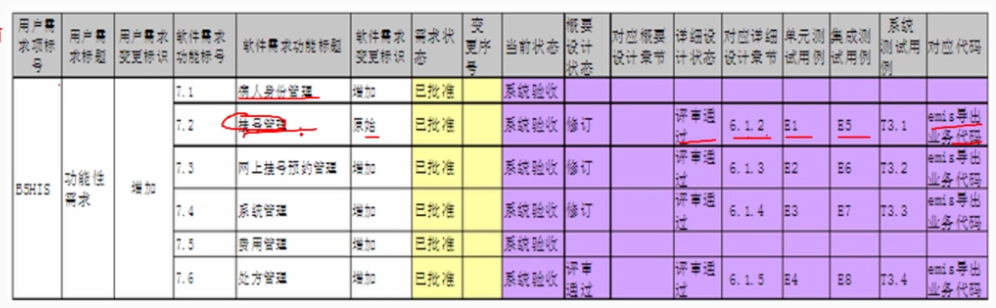 用户需求项标号 用户需求标题 用户需求变更标识 软件需求功能标号 软件需求功能标题 软件需求变更标识 需求状态 变更序号 当前状态 概要设计状态 对应概要设计章节 详细设计状态 对应详细设计章节 单元测试用例 集成测试用例 系统测试用例 对应代码
BSHIS 功能性需求 增加
7.1 病人身份管理 增加 已批准 系统验收
7.2 挂号管理 原始 已批准 系统验收 修订 评审通过 6.1.2 E1 E5 T3.1 emis导出业务代码
7.3 网上挂号预约管理 增加 已批准 系统验收 修订 评审通过 6.1.3 E2 E6 T3.2 emis导出业务代码
7.4 系统管理 增加 已批准 系统验收 修订 评审通过 6.1.4 E3 E7 T3.3 emis导出业务代码
7.5 费用管理 增加 已批准 系统验收
7.6 处方管理 增加 已批准 系统验收 评审通过 评审通过 6.1.5 E4 E8 T3.4 emis导出业务代码